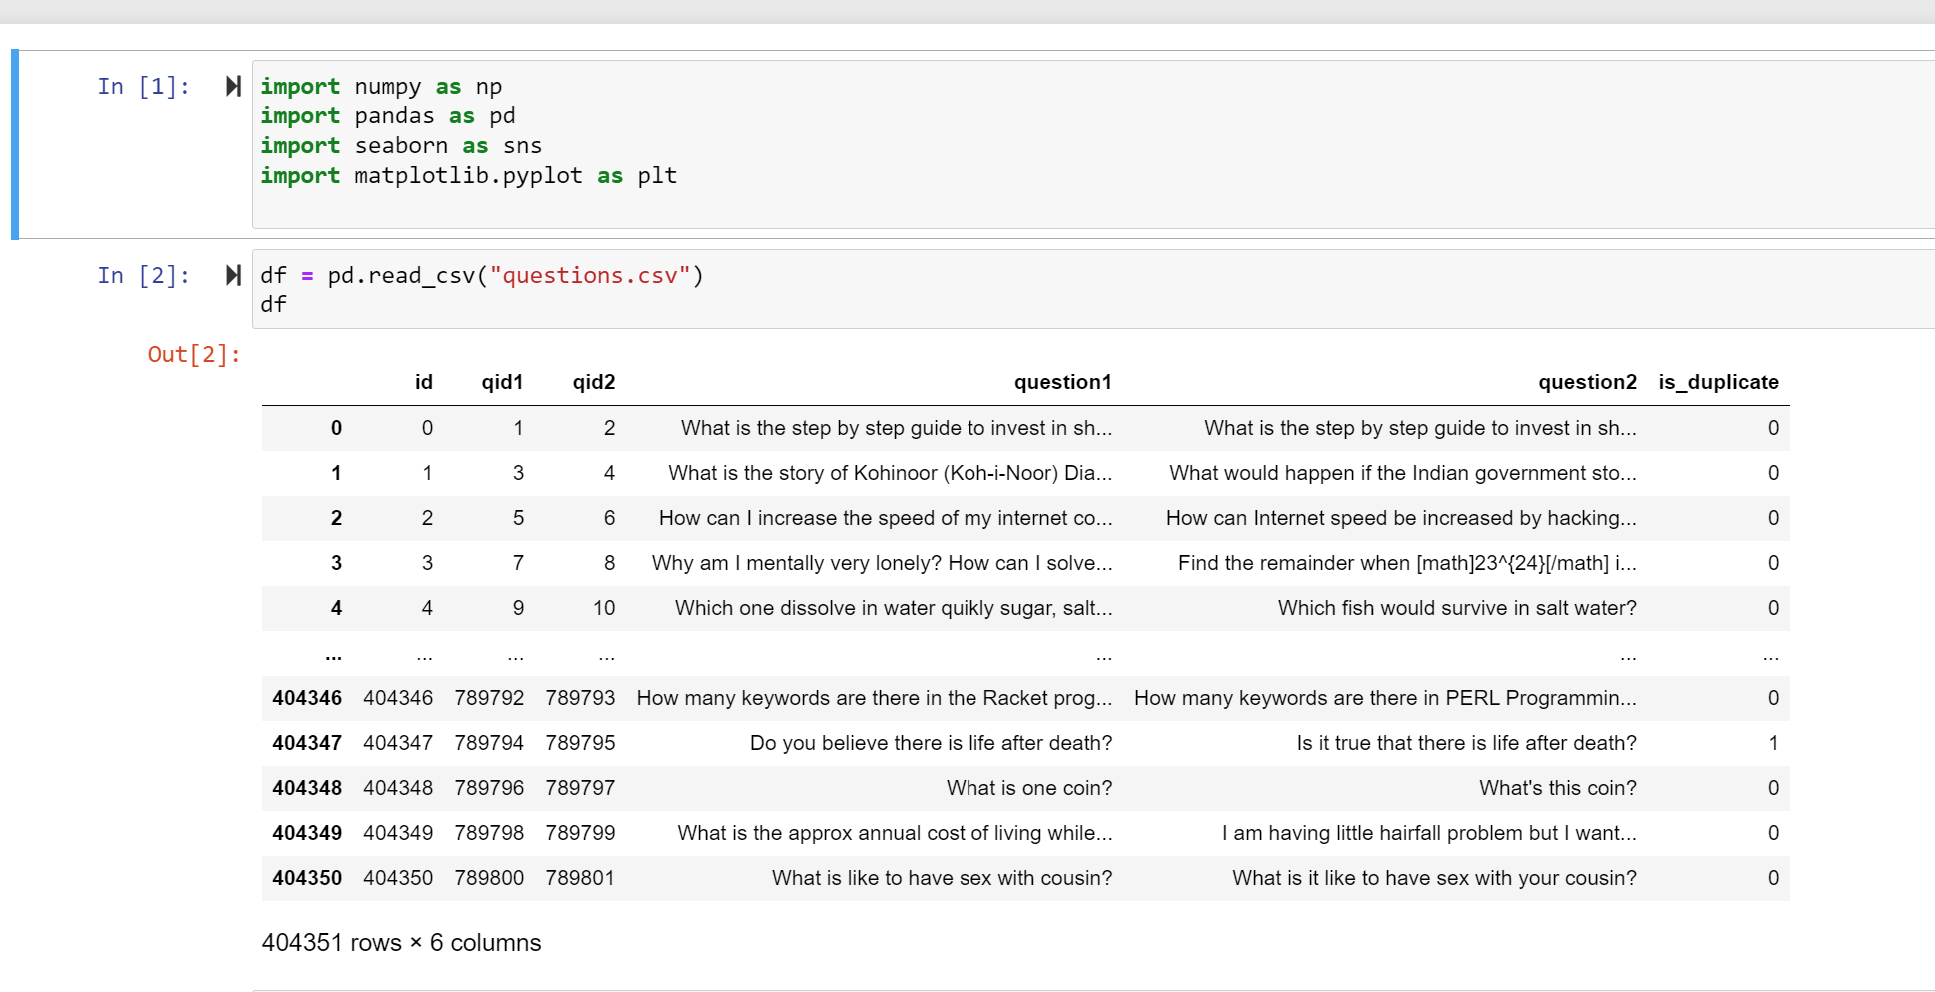 In [1]: import numpy as np
import pandas as pd
import seaborn as sns
import matplotlib.pyplot as plt
In [2]: df = pd.read_csv("questions.csv")
df
Out[2]:
id qid1 qid2 question1 question2 is_duplicate
0 0 1 2 What is the step by step guide to invest in sh... What is the step by step guide to invest in sh... 0
1 1 3 4 What is the story of Kohinoor (Koh-i-Noor) Dia... What would happen if the Indian government sto... 0
2 2 5 6 How can I increase the speed of my internet co... How can Internet speed be increased by hacking... 0
3 3 7 8 Why am I mentally very lonely? How can I solve... Find the remainder when [math]23^{24}[/math] i... 0
4 4 9 10 Which one dissolve in water quikly sugar, salt... Which fish would survive in salt water? 0
... ... ... ... ... ... ...
404346 404346 789792 789793 How many keywords are there in the Racket prog... How many keywords are there in PERL Programmin... 0
404347 404347 789794 789795 Do you believe there is life after death? Is it true that there is life after death? 1
404348 404348 789796 789797 What is one coin? What's this coin? 0
404349 404349 789798 789799 What is the approx annual cost of living while... I am having little hairfall problem but I want... 0
404350 404350 789800 789801 What is like to have sex with cousin? What is it like to have sex with your cousin? 0
404351 rows × 6 columns